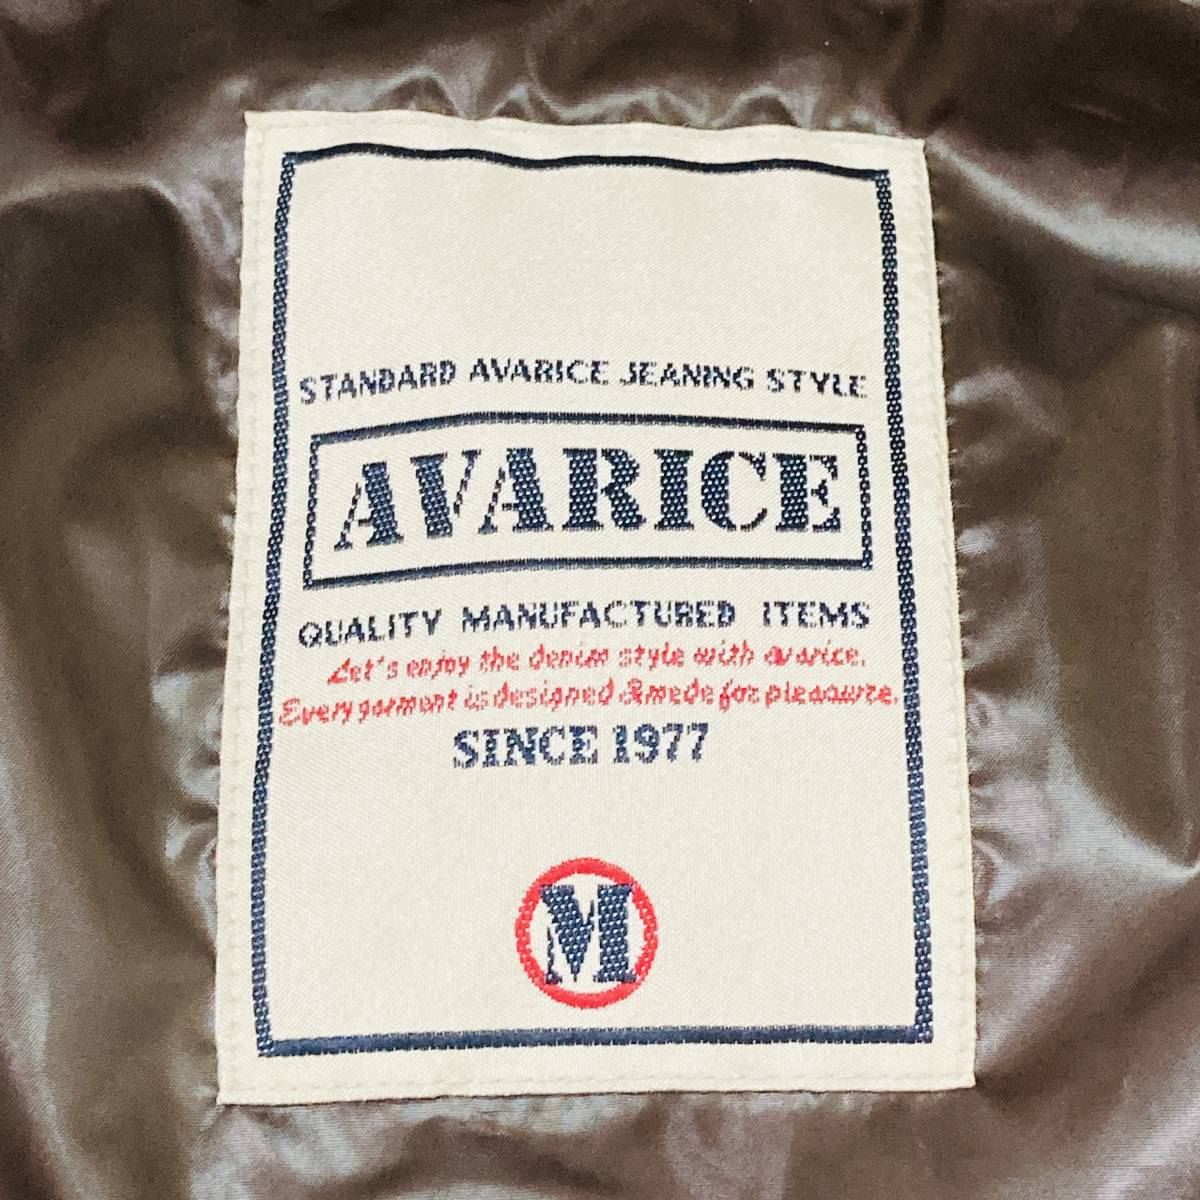 STANDARD AVARICE JEANING STYLE
AVARICE
QUALITY MANUFACTURED ITEMS
Let's enjoy the denim style with avarice.
Every garment is designed & mede for pleasure.
SINCE 1977
M